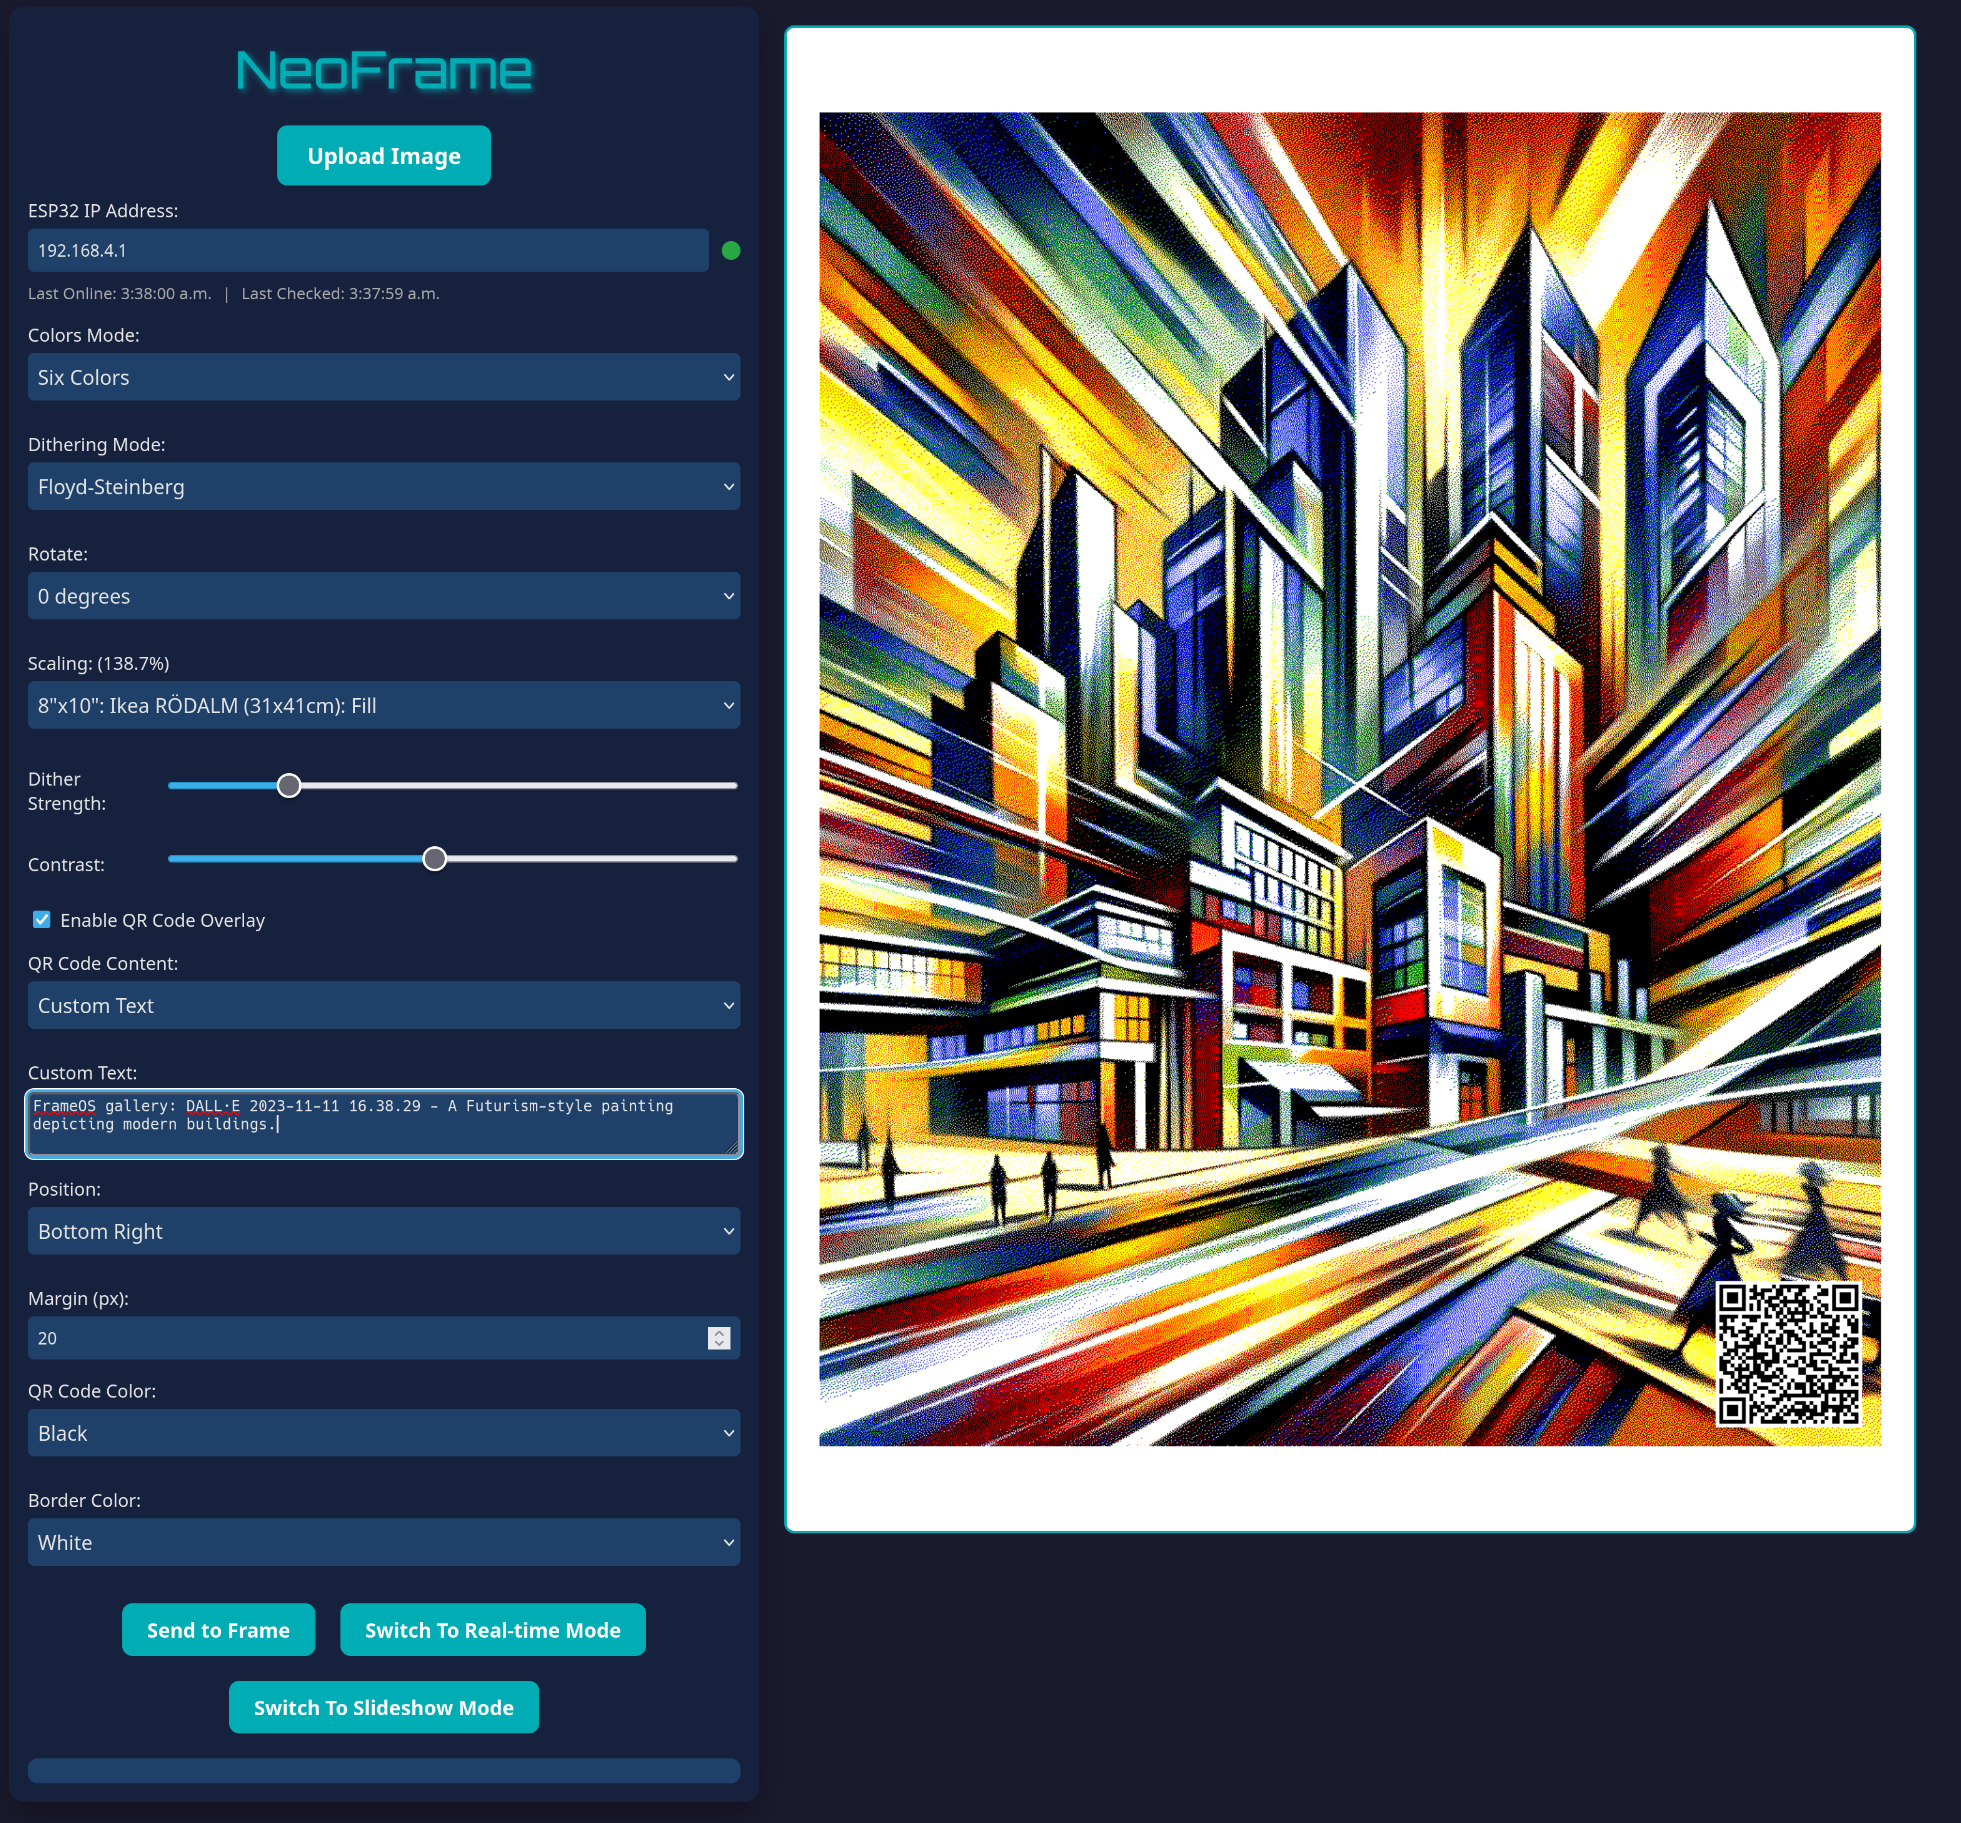 NeoFrame
Upload Image
ESP32 IP Address:
192.168.4.1
Last Online: 3:38:00 a.m. | Last Checked: 3:37:59 a.m.
Colors Mode:
Six Colors
Dithering Mode:
Floyd-Steinberg
Rotate:
0 degrees
Scaling: (138.7%)
8"x10": Ikea RÖDALM (31x41cm): Fill
Dither
Strength:
Contrast:
Enable QR Code Overlay
QR Code Content:
Custom Text
Custom Text:
FrameOS gallery: DALL·E 2023-11-11 16.38.29 - A Futurism-style painting
depicting modern buildings.
Position:
Bottom Right
Margin (px):
20
QR Code Color:
Black
Border Color:
White
Send to Frame
Switch To Real-time Mode
Switch To Slideshow Mode